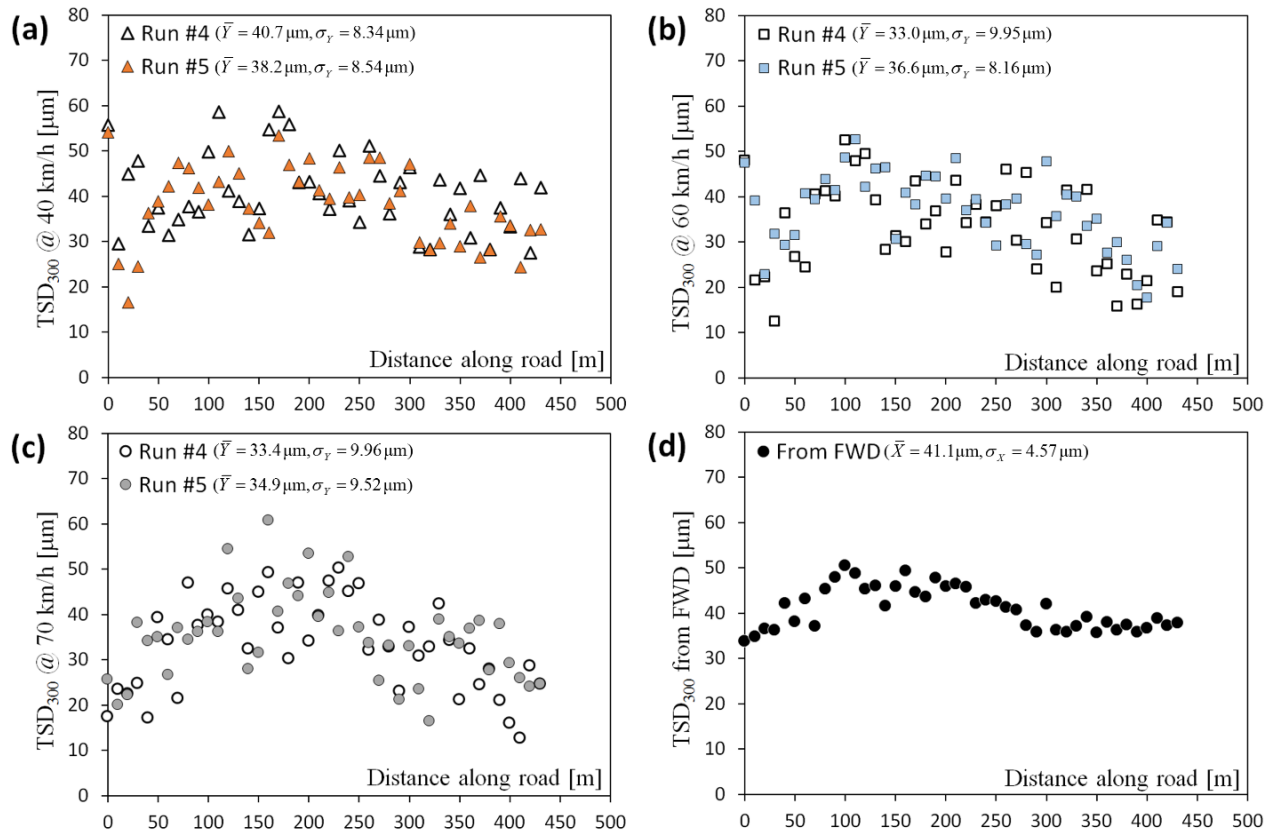 (a)
Run #4 (Y̅ = 40.7 μm, σ_Y = 8.34 μm)
Run #5 (Y̅ = 38.2 μm, σ_Y = 8.54 μm)
TSD₃₀₀ @ 40 km/h [μm]
80
70
60
50
40
30
20
10
0
Distance along road [m]
0 50 100 150 200 250 300 350 400 450 500
(b)
Run #4 (Y̅ = 33.0 μm, σ_Y = 9.95 μm)
Run #5 (Y̅ = 36.6 μm, σ_Y = 8.16 μm)
TSD₃₀₀ @ 60 km/h [μm]
80
70
60
50
40
30
20
10
0
Distance along road [m]
0 50 100 150 200 250 300 350 400 450 500
(c)
Run #4 (Y̅ = 33.4 μm, σ_Y = 9.96 μm)
Run #5 (Y̅ = 34.9 μm, σ_Y = 9.52 μm)
TSD₃₀₀ @ 70 km/h [μm]
80
70
60
50
40
30
20
10
0
Distance along road [m]
0 50 100 150 200 250 300 350 400 450 500
(d)
From FWD (X̅ = 41.1 μm, σ_X = 4.57 μm)
TSD₃₀₀ from FWD [μm]
80
70
60
50
40
30
20
10
0
Distance along road [m]
0 50 100 150 200 250 300 350 400 450 500